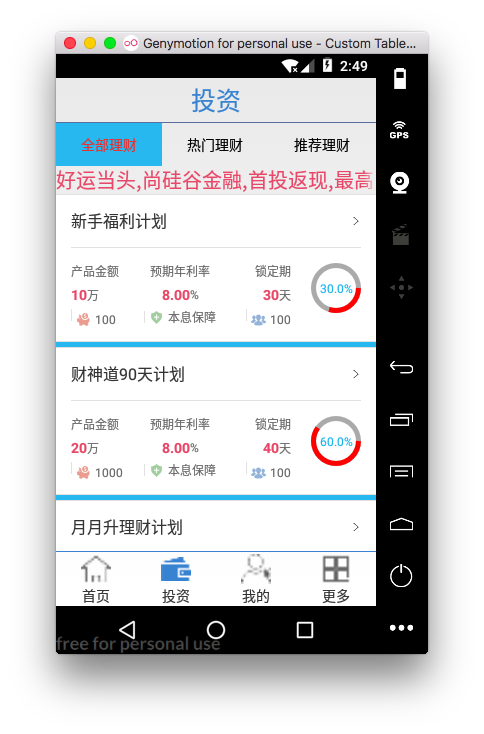 Genymotion for personal use - Custom Table...
2:49
投资
全部理财 热门理财 推荐理财
好运当头,尚硅谷金融,首投返现,最高
新手福利计划
产品金额 预期年利率 锁定期
10万 8.00% 30天
30.0%
100 本息保障 100
财神道90天计划
产品金额 预期年利率 锁定期
20万 8.00% 40天
60.0%
1000 本息保障 100
月月升理财计划
首页 投资 我的 更多
free for personal use
GPS